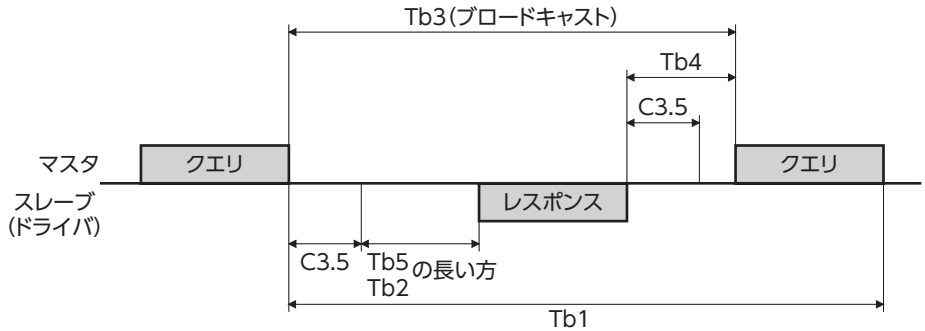 Tb3（ブロードキャスト）
Tb4
C3.5
マスタ
クエリ
クエリ
スレーブ
（ドライバ）
レスポンス
C3.5
Tb5
Tb2
の長い方
Tb1